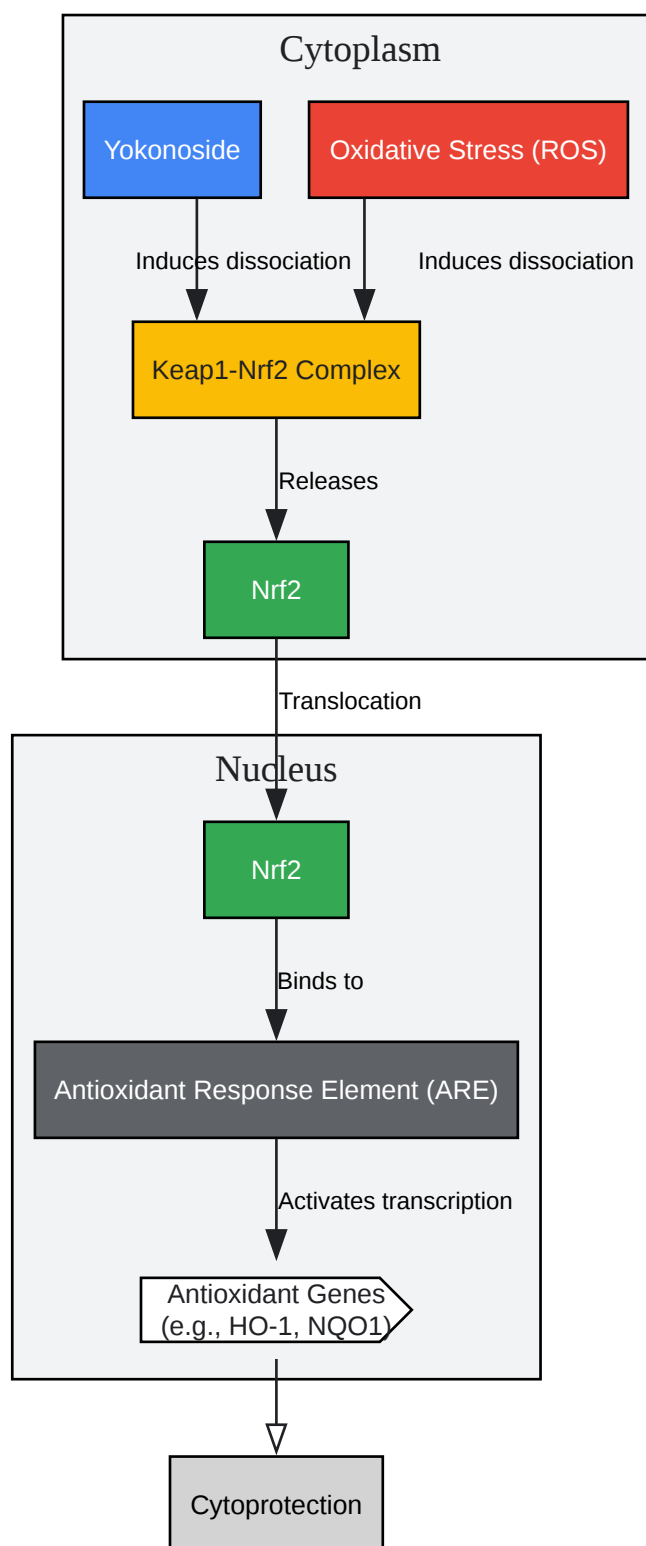 Cytoplasm
Yokonoside
Oxidative Stress (ROS)
Induces dissociation
Induces dissociation
Keap1-Nrf2 Complex
Releases
Nrf2
Translocation
Nucleus
Nrf2
Binds to
Antioxidant Response Element (ARE)
Activates transcription
Antioxidant Genes
(e.g., HO-1, NQO1)
Cytoprotection